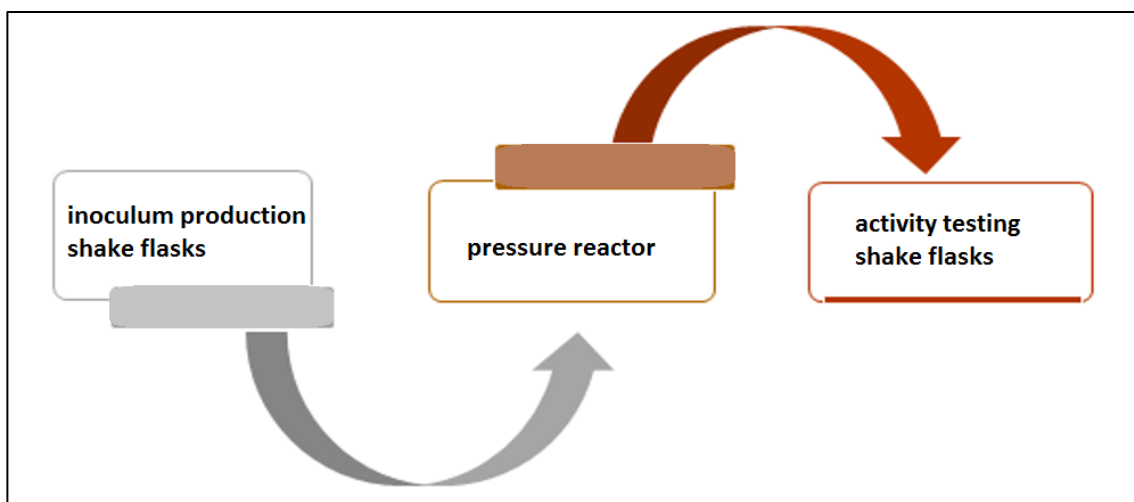 inoculum production
shake flasks
pressure reactor
activity testing
shake flasks